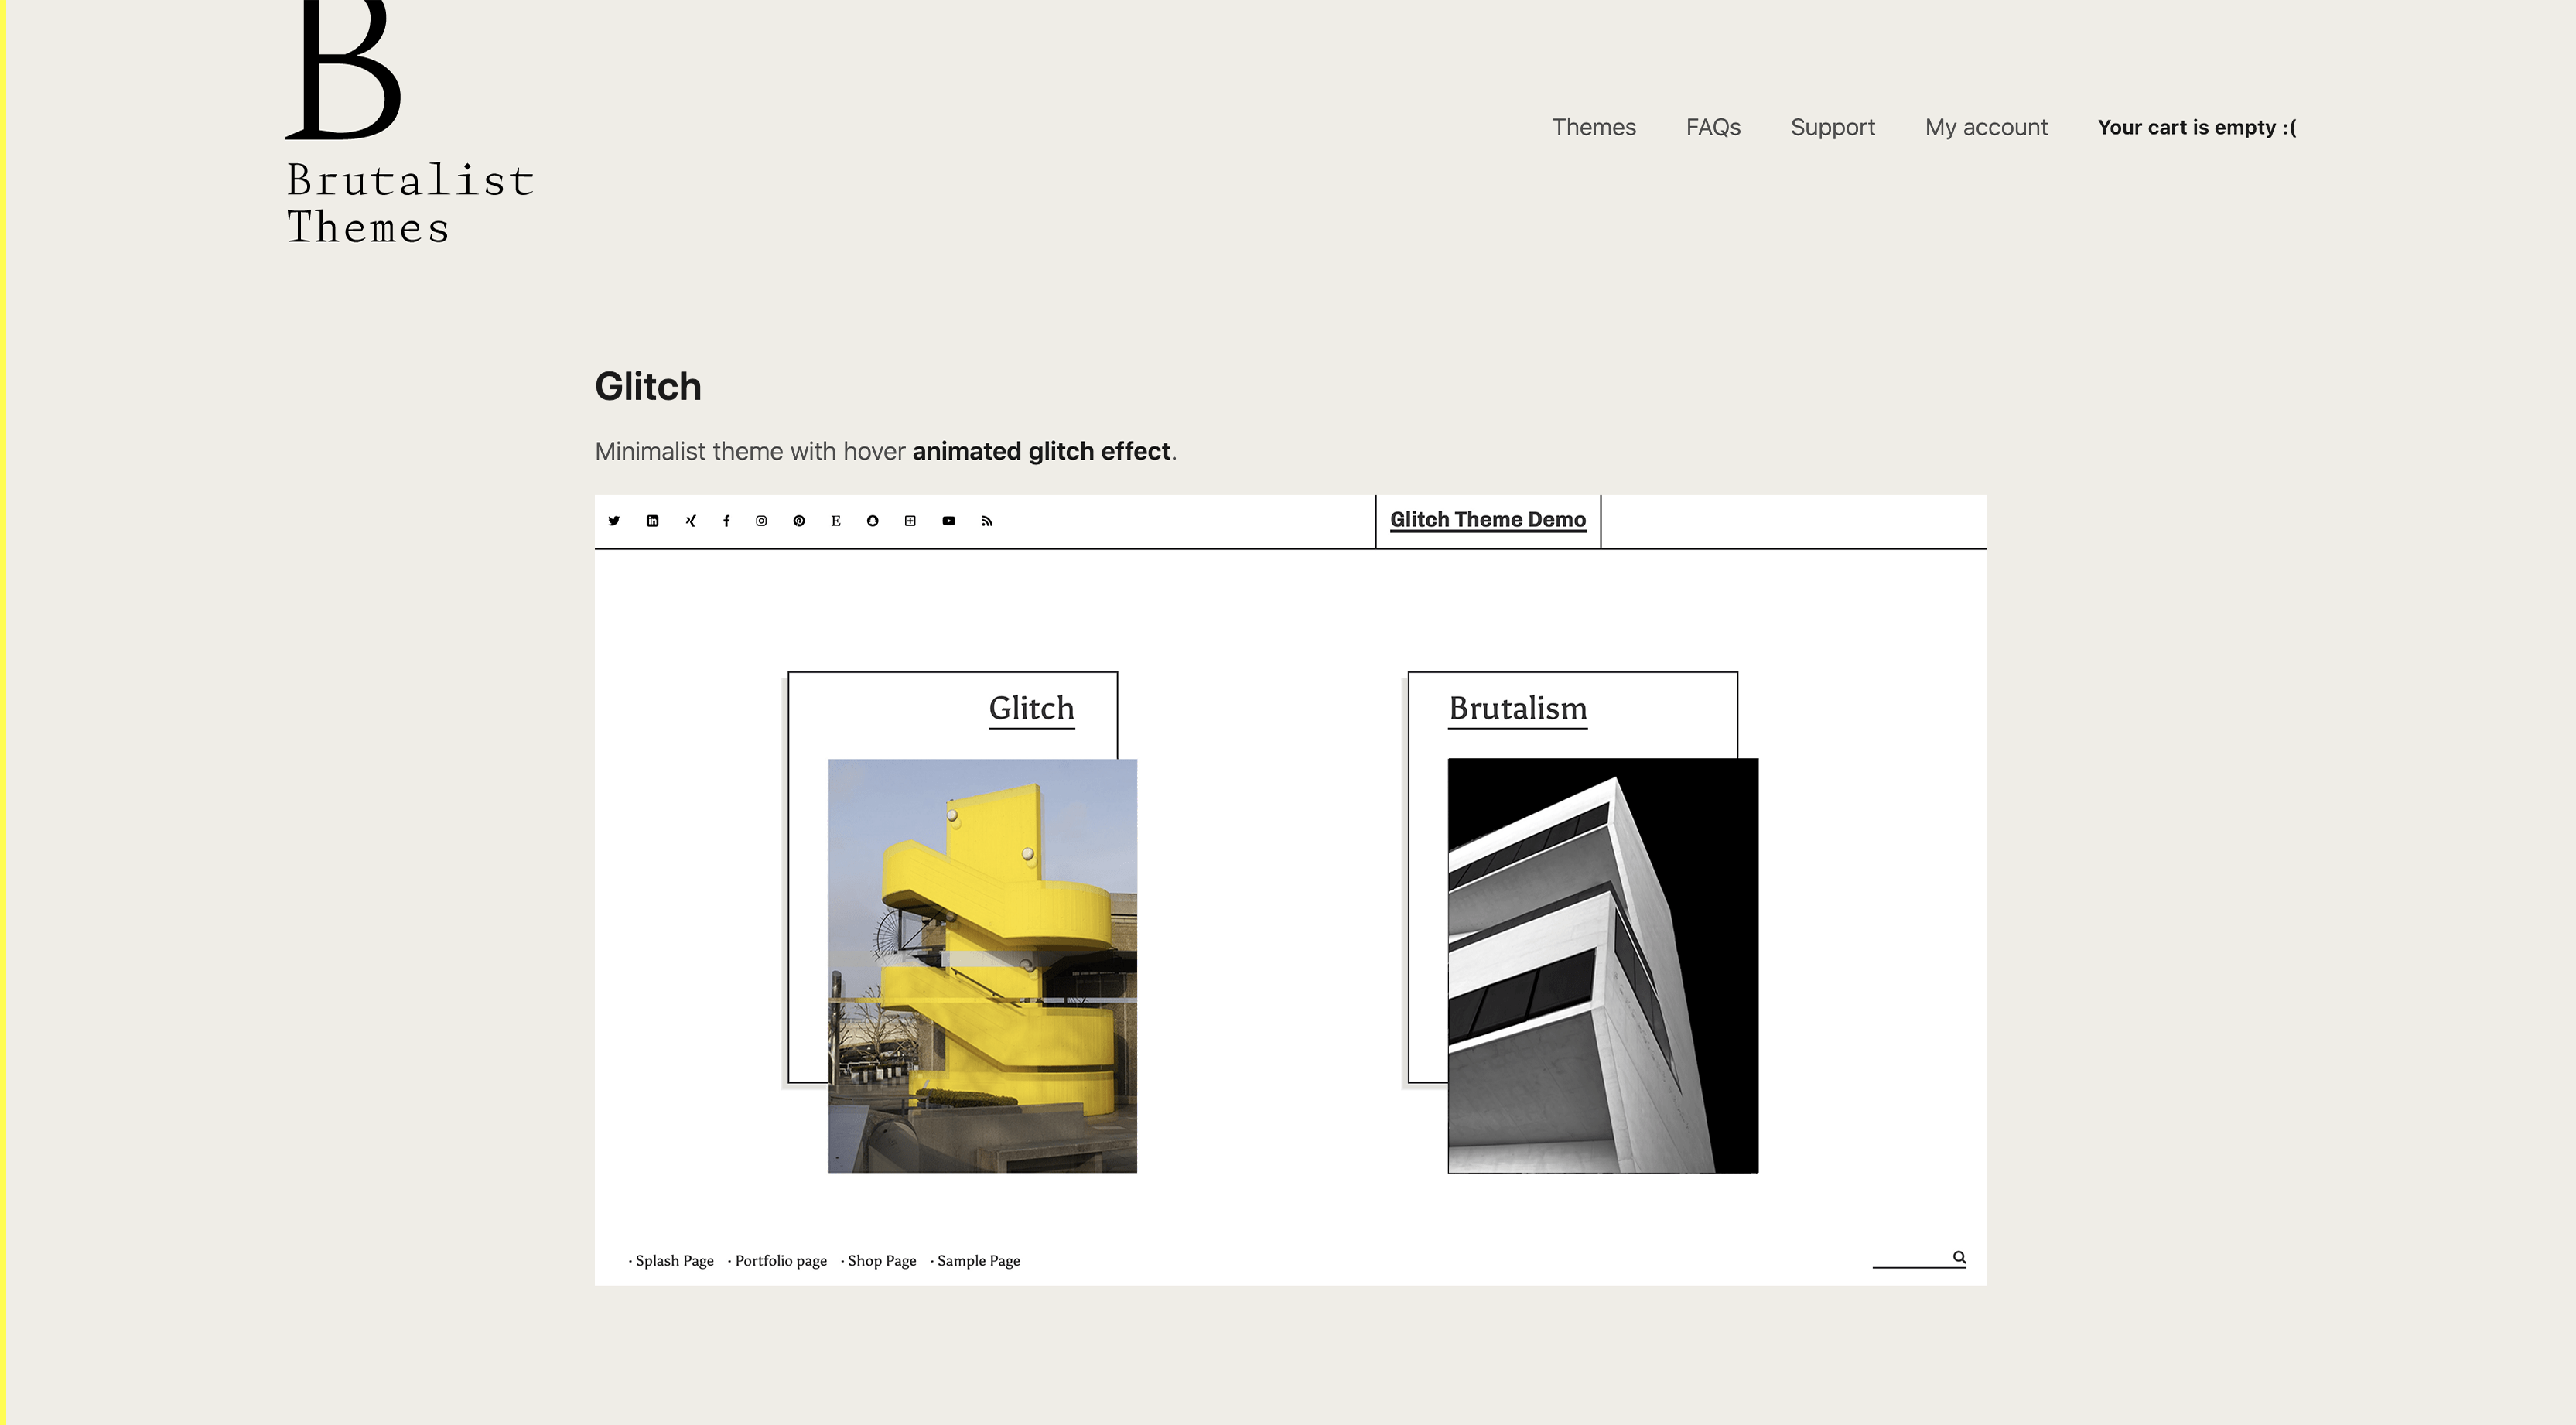 B
Brutalist
Themes
Themes FAQs Support My account Your cart is empty :(
Glitch
Minimalist theme with hover animated glitch effect.
Glitch Theme Demo
Glitch
Brutalism
· Splash Page · Portfolio page · Shop Page · Sample Page